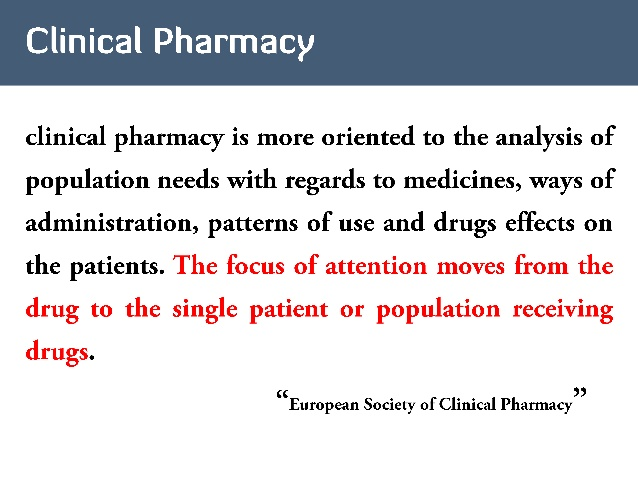 Clinical Pharmacy
clinical pharmacy is more oriented to the analysis of
population needs with regards to medicines, ways of
administration, patterns of use and drugs effects on
the patients. The focus of attention moves from the
drug to the single patient or population receiving
drugs.
“European Society of Clinical Pharmacy”